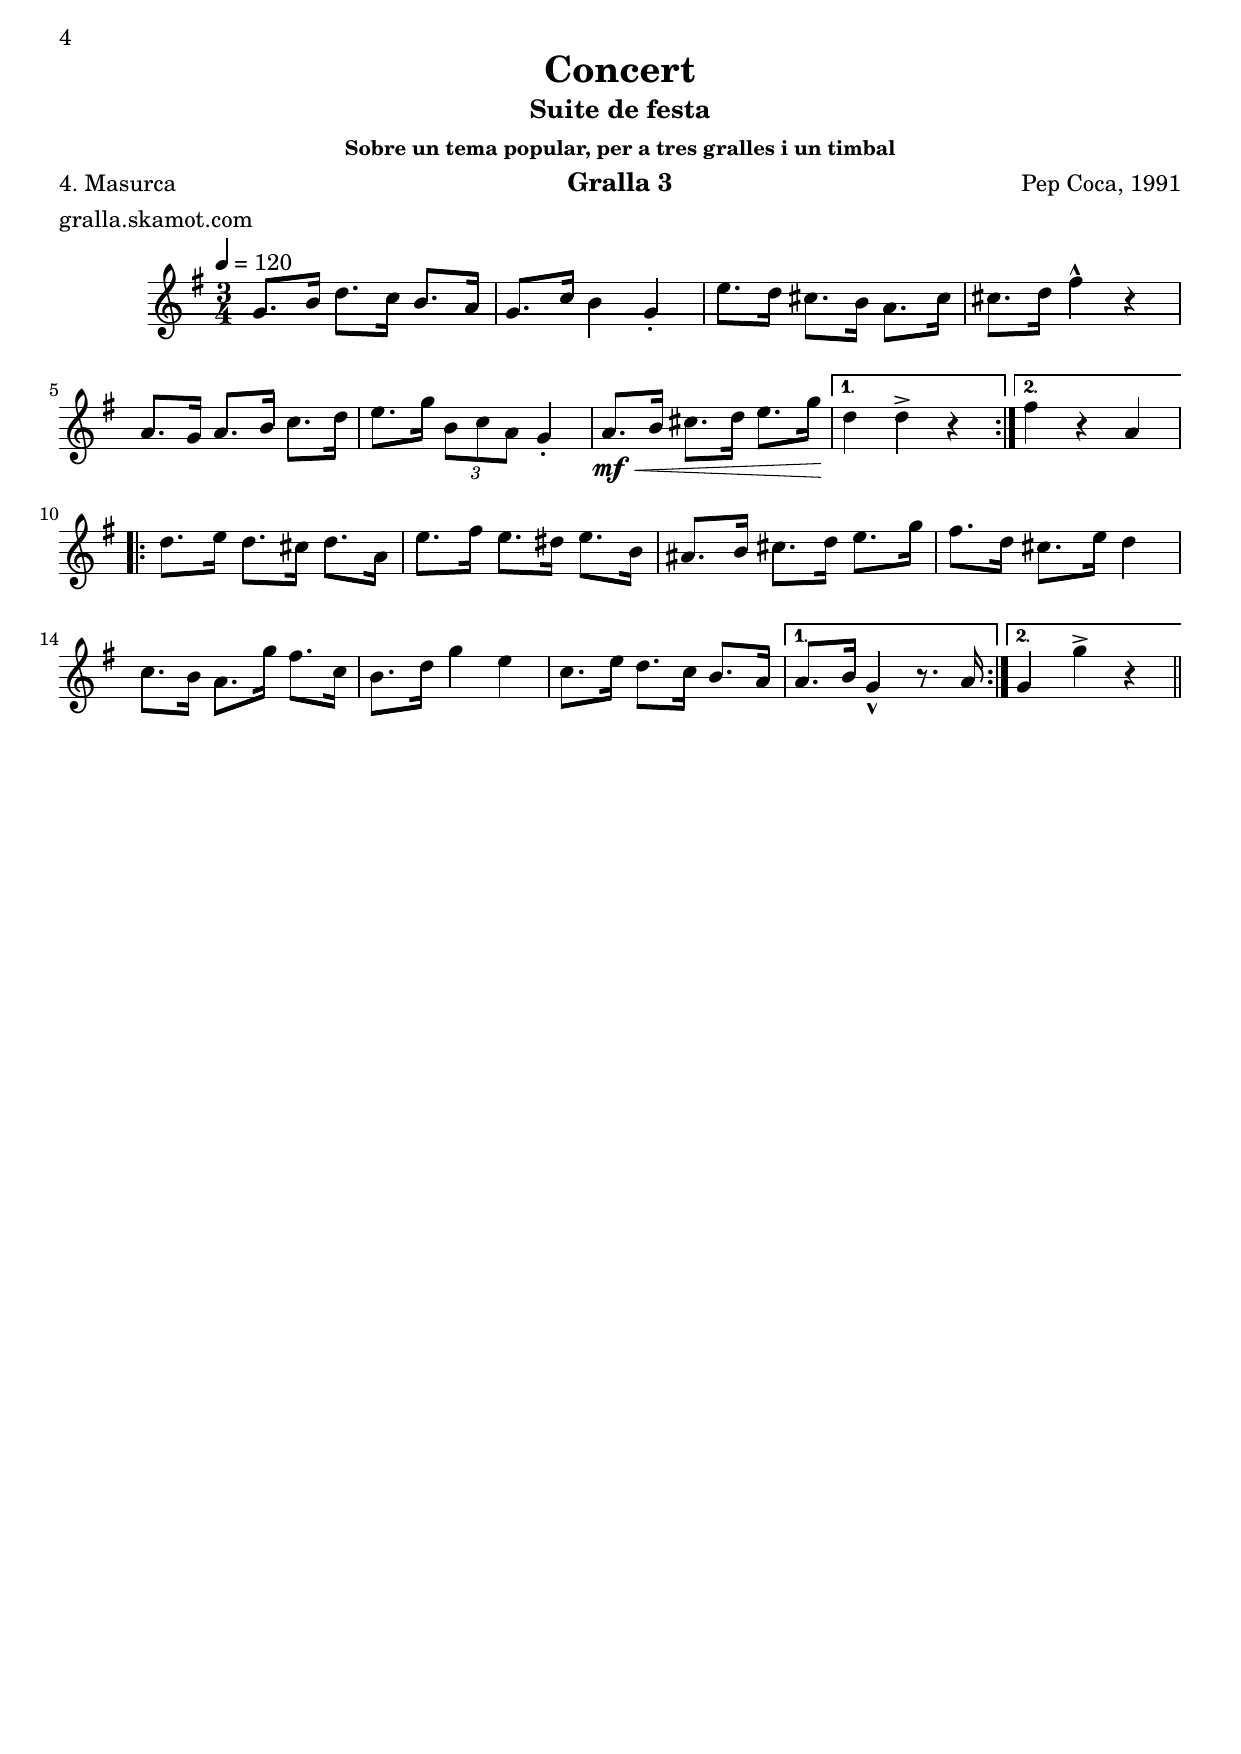 4
Concert
Suite de festa
Sobre un tema popular, per a tres gralles i un timbal
4. Masurca Gralla 3 Pep Coca, 1991
gralla.skamot.com
= 120
3
4
5
3
mf
1.
2.
10
14
1.
2.